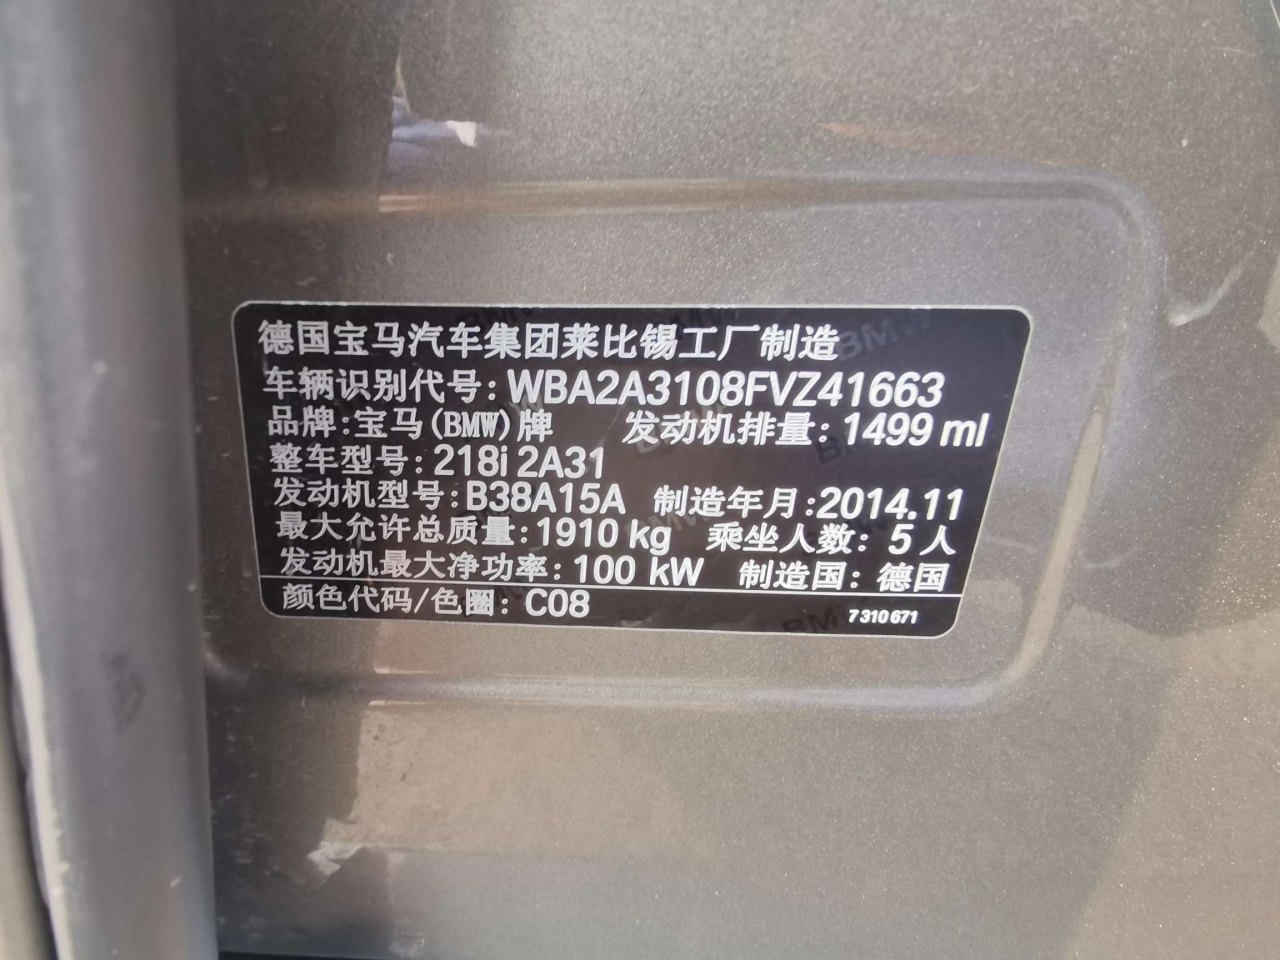 德国宝马汽车集团莱比锡工厂制造
车辆识别代号: WBA2A3108FVZ41663
品牌:宝马(BMW)牌 发动机排量: 1499 ml
整车型号: 218i 2A31
发动机型号: B38A15A 制造年月:2014.11
最大允许总质量: 1910 kg 乘坐人数: 5 人
发动机最大净功率: 100 kW 制造国: 德国
颜色代码/色圈: C08 7310671